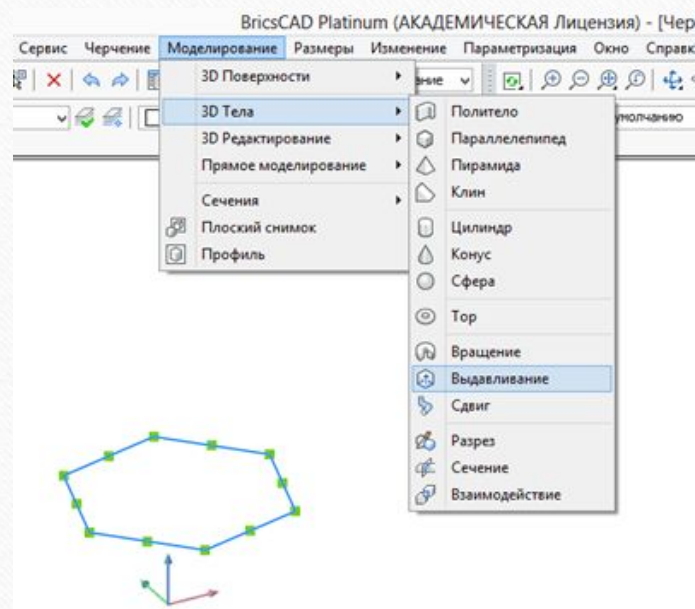 BricsCAD Platinum (АКАДЕМИЧЕСКАЯ Лицензия) - [Чер
Сервис Черчение Моделирование Размеры Изменение Параметризация Окно Справк
3D Поверхности
ние
3D Тела
умолчанию
3D Редактирование
Прямое моделирование
Сечения
Плоский снимок
Профиль
Политело
Параллелепипед
Пирамида
Клин
Цилиндр
Конус
Сфера
Тор
Вращение
Выдавливание
Сдвиг
Разрез
Сечение
Взаимодействие